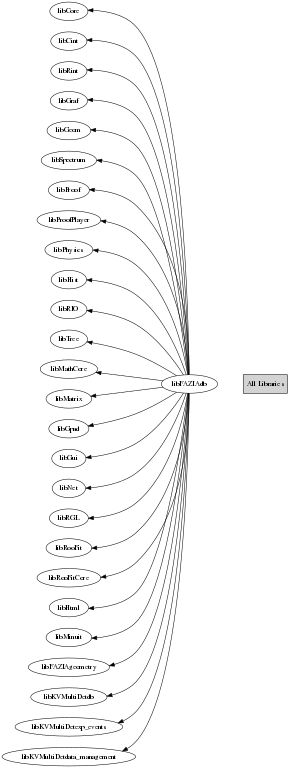 libCore
libCint
libRint
libGraf
libGeom
libSpectrum
libProof
libProofPlayer
libPhysics
libHist
libRIO
libTree
libMathCore
libFAZIAdb
All Libraries
libMatrix
libGpad
libGui
libNet
libRGL
libRooFit
libRooFitCore
libHtml
libMinuit
libFAZIAgeometry
libKVMultiDetdb
libKVMultiDetexp_events
libKVMultiDetdata_management